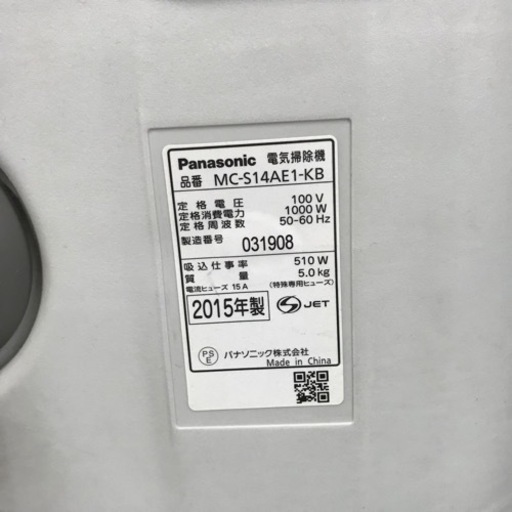 Panasonic 電気掃除機
品番 MC-S14AE1-KB
定格電圧 100 V
定格消費電力 1000 W
定格周波数 50-60 Hz
製造番号 031908
吸込仕事率 510 W
質量 5.0 kg
電流ヒューズ 15 A (特殊専用ヒューズ)
2015年製 S JET
PS E パナソニック株式会社
Made in China